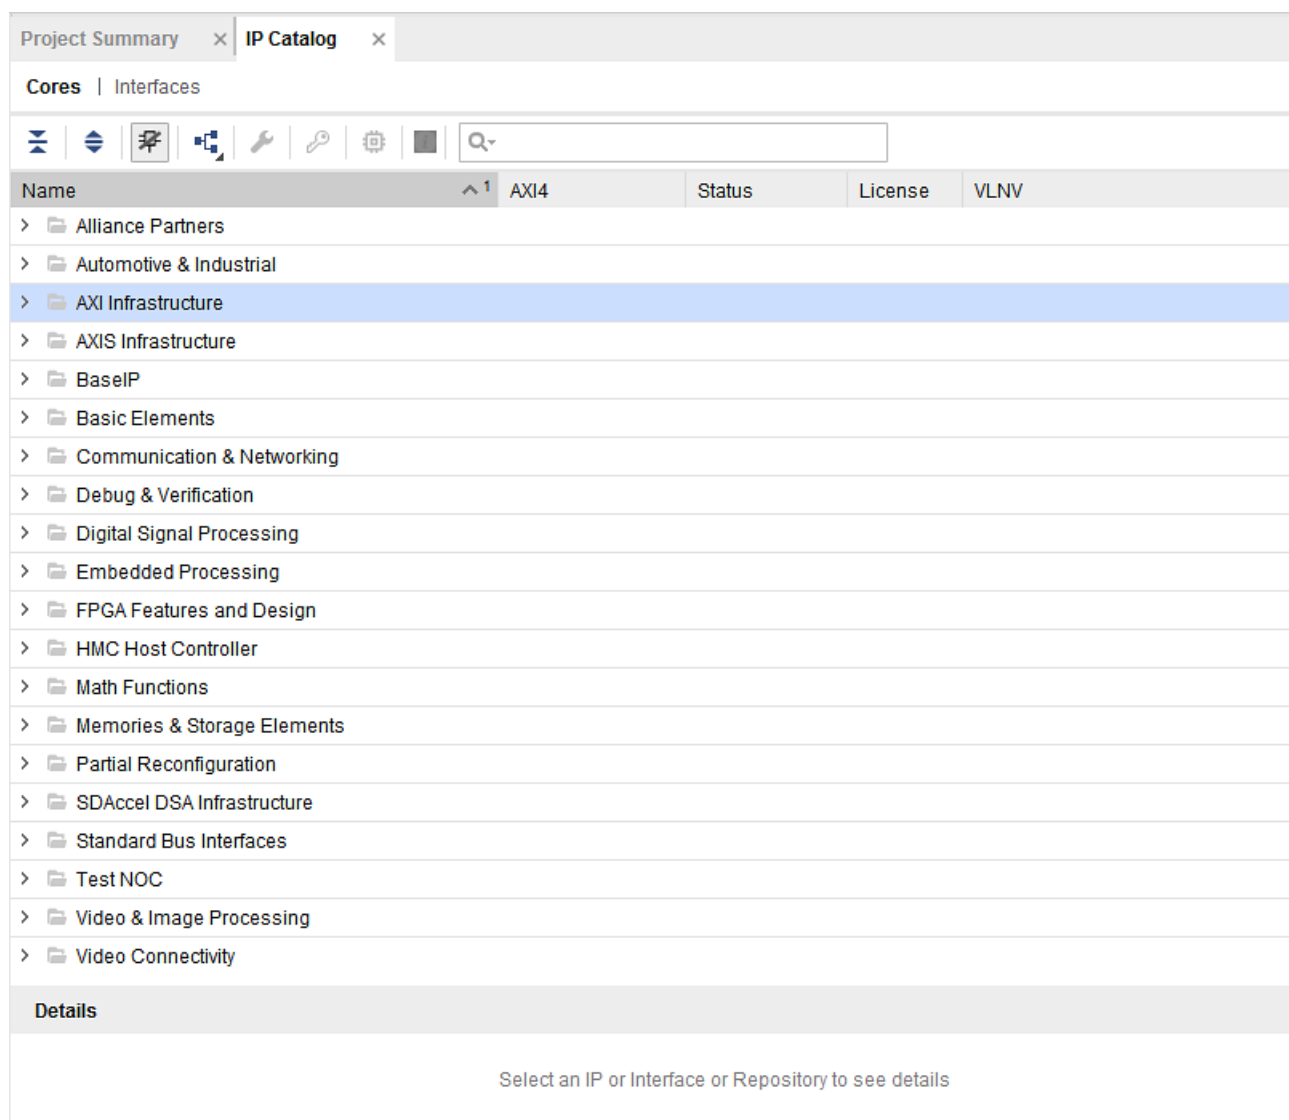 Project Summary × IP Catalog ×
Cores | Interfaces
Name 1 AXI4 Status License VLNV
Alliance Partners
Automotive & Industrial
AXI Infrastructure
AXIS Infrastructure
BaseIP
Basic Elements
Communication & Networking
Debug & Verification
Digital Signal Processing
Embedded Processing
FPGA Features and Design
HMC Host Controller
Math Functions
Memories & Storage Elements
Partial Reconfiguration
SDAccel DSA Infrastructure
Standard Bus Interfaces
Test NOC
Video & Image Processing
Video Connectivity
Details
Select an IP or Interface or Repository to see details